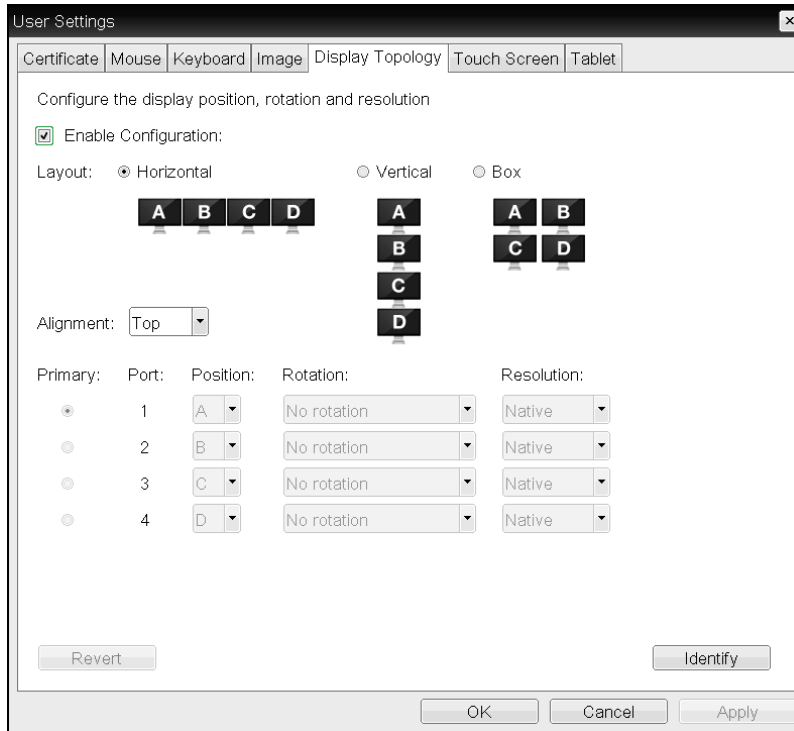 User Settings
Certificate Mouse Keyboard Image Display Topology Touch Screen Tablet
Configure the display position, rotation and resolution
Enable Configuration:
Layout: Horizontal Vertical Box
A B C D
A
B
C
D
A B
C D
Alignment: Top
Primary: Port: Position: Rotation: Resolution:
1 A No rotation Native
2 B No rotation Native
3 C No rotation Native
4 D No rotation Native
Revert Identify
OK Cancel Apply